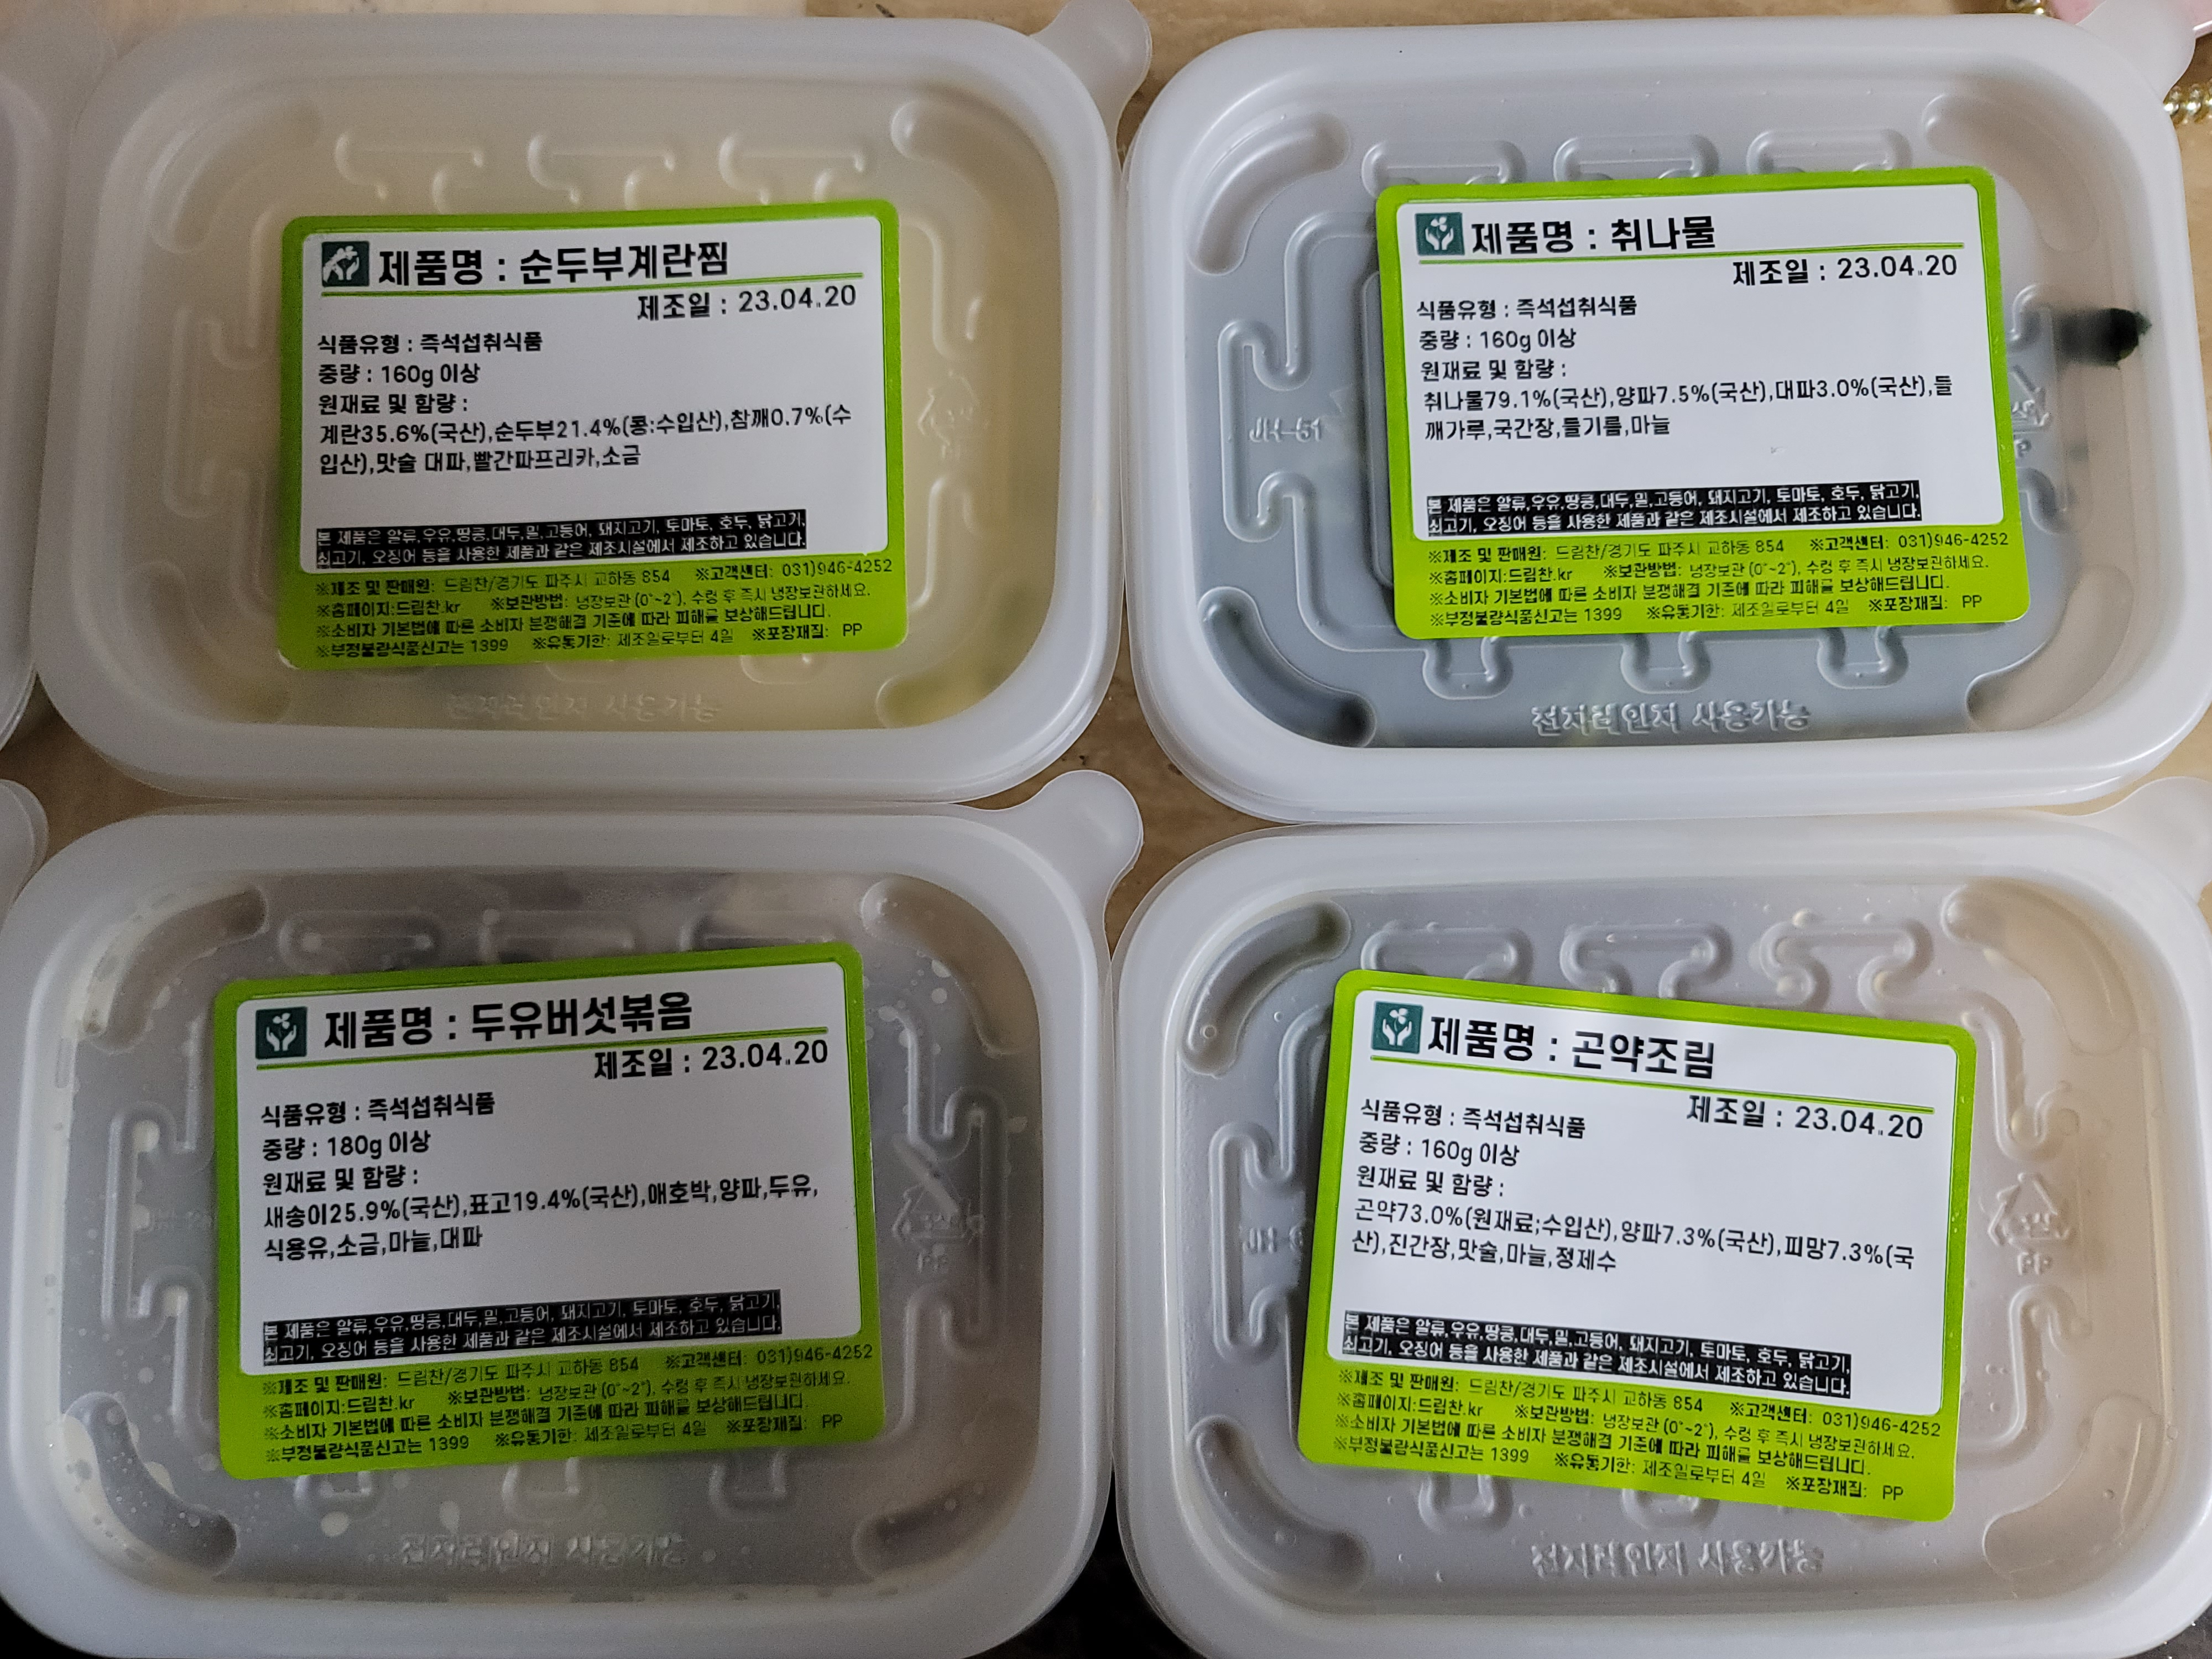 제품명 : 순두부계란찜
제조일 : 23.04.20
식품유형 : 즉석섭취식품
중량 : 160g 이상
원재료 및 함량 :
계란35.6%(국산),순두부21.4%(콩:수입산),참깨0.7%(수
입산),맛술 대파,빨간파프리카,소금
본 제품은 알류,우유,땅콩,대두,밀,고등어, 돼지고기, 토마토, 호두, 닭고기,
쇠고기, 오징어 등을 사용한 제품과 같은 제조시설에서 제조하고 있습니다.
※제조 및 판매원: 드림찬/경기도 파주시 교하동 854 ※고객센터: 031)946-4252
※홈페이지:드림찬.kr ※보관방법: 냉장보관 (0˚~2˚), 수령 후 즉시 냉장보관하세요.
※소비자 기본법에 따른 소비자 분쟁해결 기준에 따라 피해를 보상해드립니다.
※부정불량식품신고는 1399 ※유통기한: 제조일로부터 4일 ※포장재질: PP
전자레인지 사용가능
제품명 : 취나물
제조일 : 23.04.20
식품유형 : 즉석섭취식품
중량 : 160g 이상
원재료 및 함량 :
취나물79.1%(국산),양파7.5%(국산),대파3.0%(국산),들
깨가루,국간장,들기름,마늘
본 제품은 알류,우유,땅콩,대두,밀,고등어, 돼지고기, 토마토, 호두, 닭고기,
쇠고기, 오징어 등을 사용한 제품과 같은 제조시설에서 제조하고 있습니다.
※제조 및 판매원: 드림찬/경기도 파주시 교하동 854 ※고객센터: 031)946-4252
※홈페이지:드림찬.kr ※보관방법: 냉장보관 (0˚~2˚), 수령 후 즉시 냉장보관하세요.
※소비자 기본법에 따른 소비자 분쟁해결 기준에 따라 피해를 보상해드립니다.
※부정불량식품신고는 1399 ※유통기한: 제조일로부터 4일 ※포장재질: PP
JH-51
전자레인지 사용가능
제품명 : 두유버섯볶음
제조일 : 23.04.20
식품유형 : 즉석섭취식품
중량 : 180g 이상
원재료 및 함량 :
새송이25.9%(국산),표고19.4%(국산),애호박,양파,두유,
식용유,소금,마늘,대파
본 제품은 알류,우유,땅콩,대두,밀,고등어, 돼지고기, 토마토, 호두, 닭고기,
쇠고기, 오징어 등을 사용한 제품과 같은 제조시설에서 제조하고 있습니다.
※제조 및 판매원: 드림찬/경기도 파주시 교하동 854 ※고객센터: 031)946-4252
※홈페이지:드림찬.kr ※보관방법: 냉장보관 (0˚~2˚), 수령 후 즉시 냉장보관하세요.
※소비자 기본법에 따른 소비자 분쟁해결 기준에 따라 피해를 보상해드립니다.
※부정불량식품신고는 1399 ※유통기한: 제조일로부터 4일 ※포장재질: PP
PP
전자레인지 사용가능
제품명 : 곤약조림
제조일 : 23.04.20
식품유형 : 즉석섭취식품
중량 : 160g 이상
원재료 및 함량 :
곤약73.0%(원재료;수입산),양파7.3%(국산),피망7.3%(국
산),진간장,맛술,마늘,정제수
본 제품은 알류,우유,땅콩,대두,밀,고등어, 돼지고기, 토마토, 호두, 닭고기,
쇠고기, 오징어 등을 사용한 제품과 같은 제조시설에서 제조하고 있습니다.
※제조 및 판매원: 드림찬/경기도 파주시 교하동 854 ※고객센터: 031)946-4252
※홈페이지:드림찬.kr ※보관방법: 냉장보관 (0˚~2˚), 수령 후 즉시 냉장보관하세요.
※소비자 기본법에 따른 소비자 분쟁해결 기준에 따라 피해를 보상해드립니다.
※부정불량식품신고는 1399 ※유통기한: 제조일로부터 4일 ※포장재질: PP
PP
전자레인지 사용가능